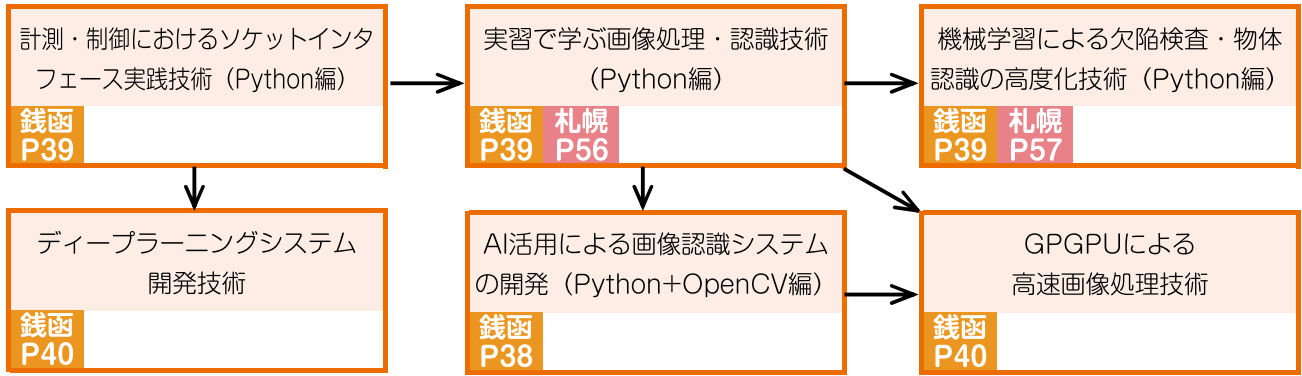 計測・制御におけるソケットインタ
フェース実践技術（Python編）
銭函
P39
実習で学ぶ画像処理・認識技術
（Python編）
銭函
P39
札幌
P56
機械学習による欠陥検査・物体
認識の高度化技術（Python編）
銭函
P39
札幌
P57
ディープラーニングシステム
開発技術
銭函
P40
AI活用による画像認識システム
の開発（Python+OpenCV編）
銭函
P38
GPGPUによる
高速画像処理技術
銭函
P40